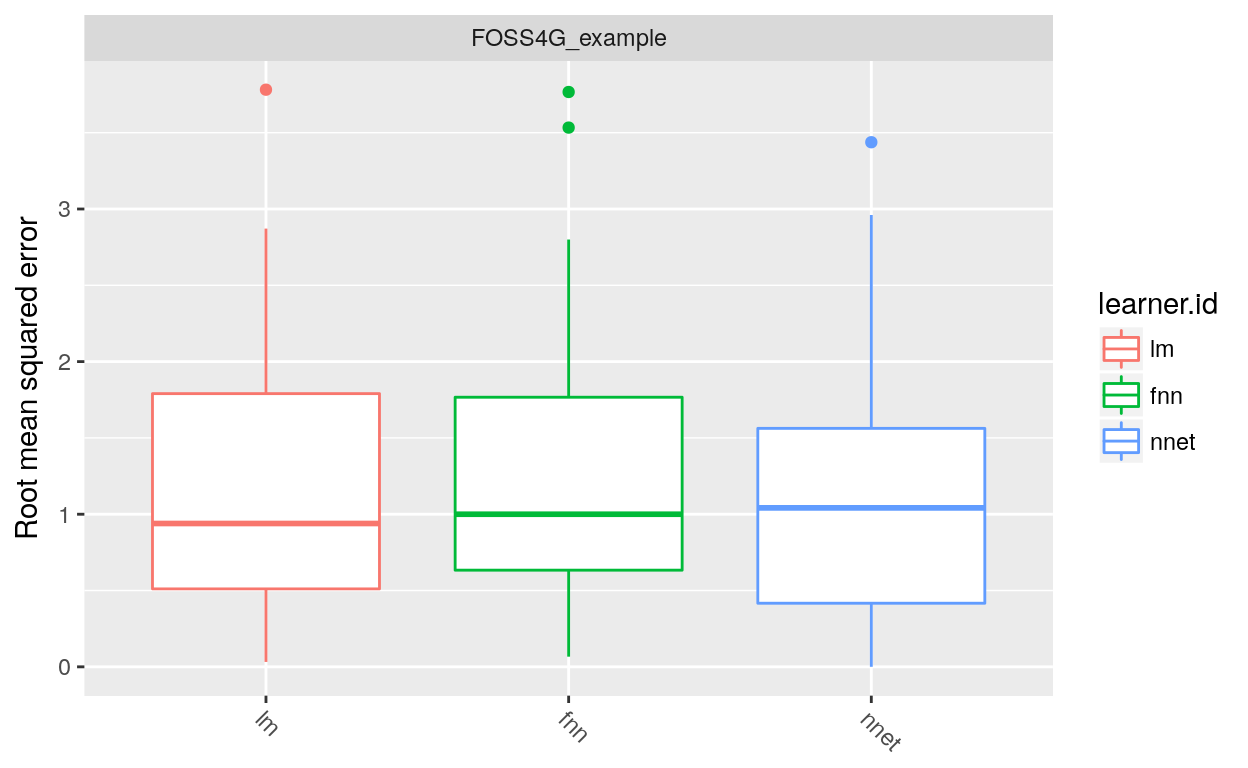 FOSS4G_example
Root mean squared error
3
2
1
0
lm
fnn
nnet
learner.id
lm
fnn
nnet